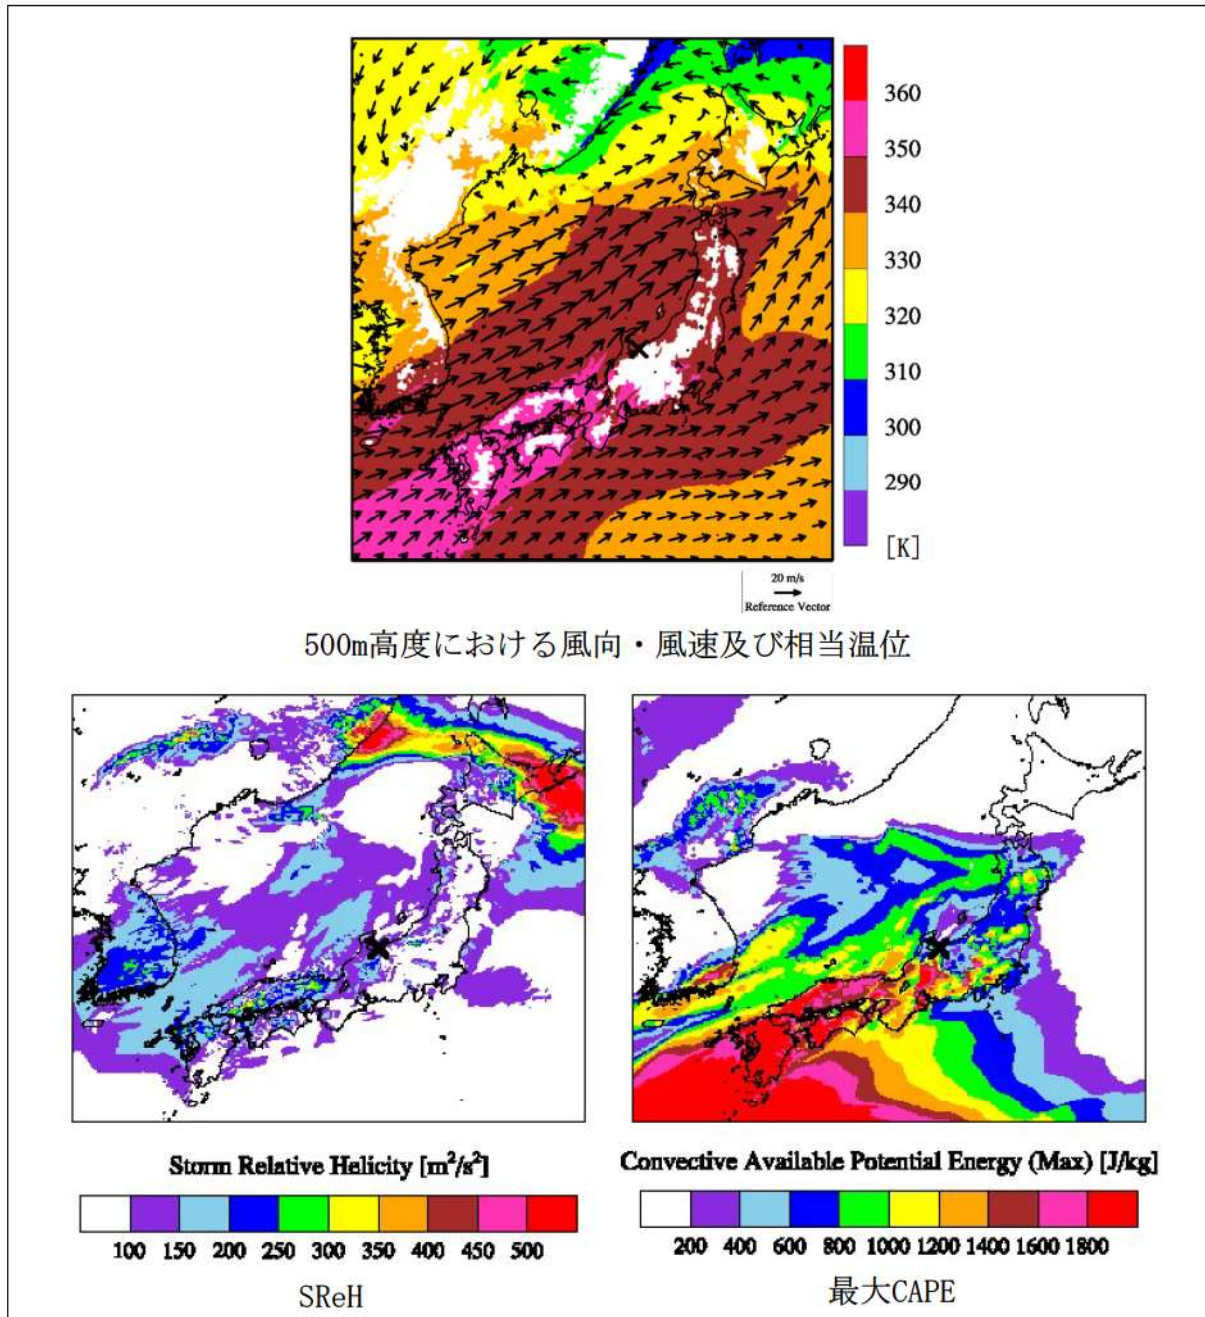 360
350
340
330
320
310
300
290
[K]
20 m/s
Reference Vector
500m高度における風向・風速及び相当温位
Storm Relative Helicity [m²/s²]
100 150 200 250 300 350 400 450 500
SReH
Convective Available Potential Energy (Max) [J/kg]
200 400 600 800 1000 1200 1400 1600 1800
最大CAPE